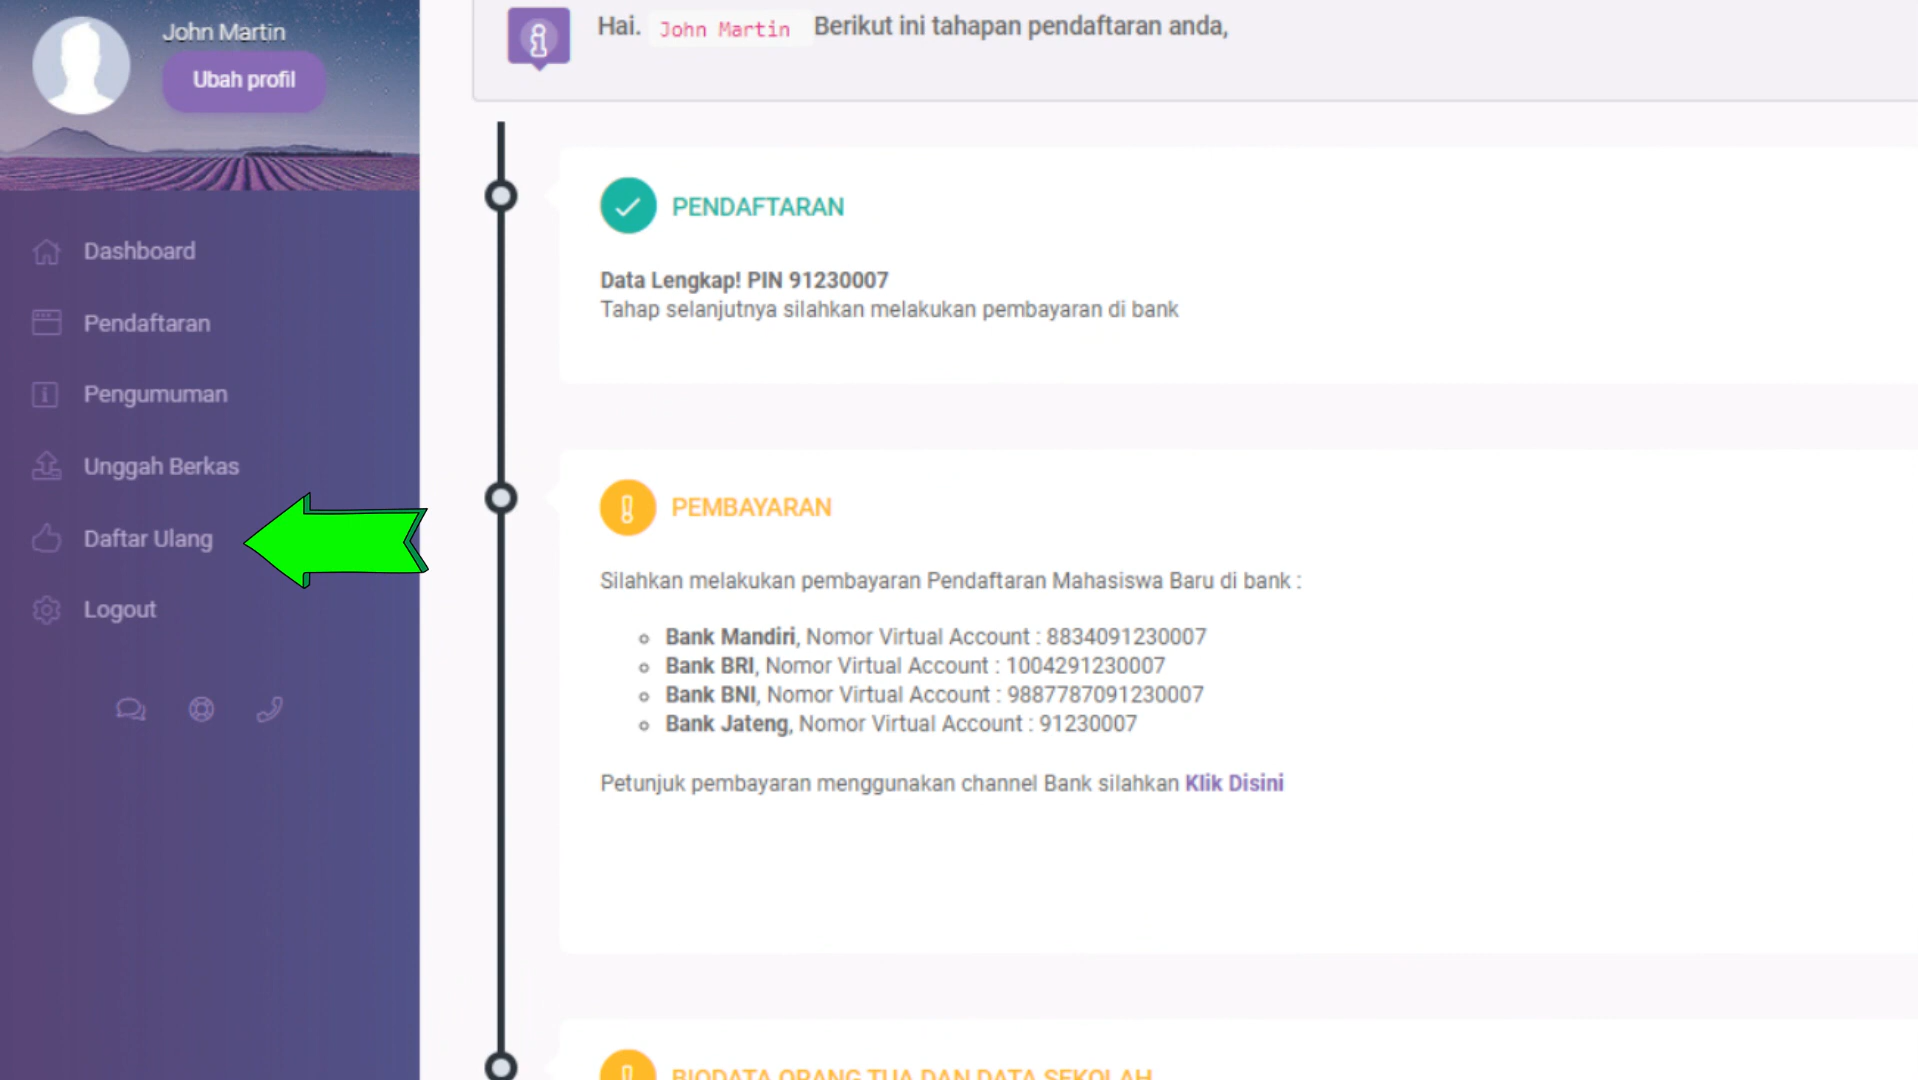 John Martin
Ubah profil
Dashboard
Pendaftaran
Pengumuman
Unggah Berkas
Daftar Ulang
Logout
Hai. John Martin Berikut ini tahapan pendaftaran anda,
PENDAFTARAN
Data Lengkap! PIN 91230007
Tahap selanjutnya silahkan melakukan pembayaran di bank
PEMBAYARAN
Silahkan melakukan pembayaran Pendaftaran Mahasiswa Baru di bank :
Bank Mandiri, Nomor Virtual Account : 8834091230007
Bank BRI, Nomor Virtual Account : 1004291230007
Bank BNI, Nomor Virtual Account : 9887787091230007
Bank Jateng, Nomor Virtual Account : 91230007
Petunjuk pembayaran menggunakan channel Bank silahkan Klik Disini
BIODATA ORANG TUA DAN DATA SEKOLAH